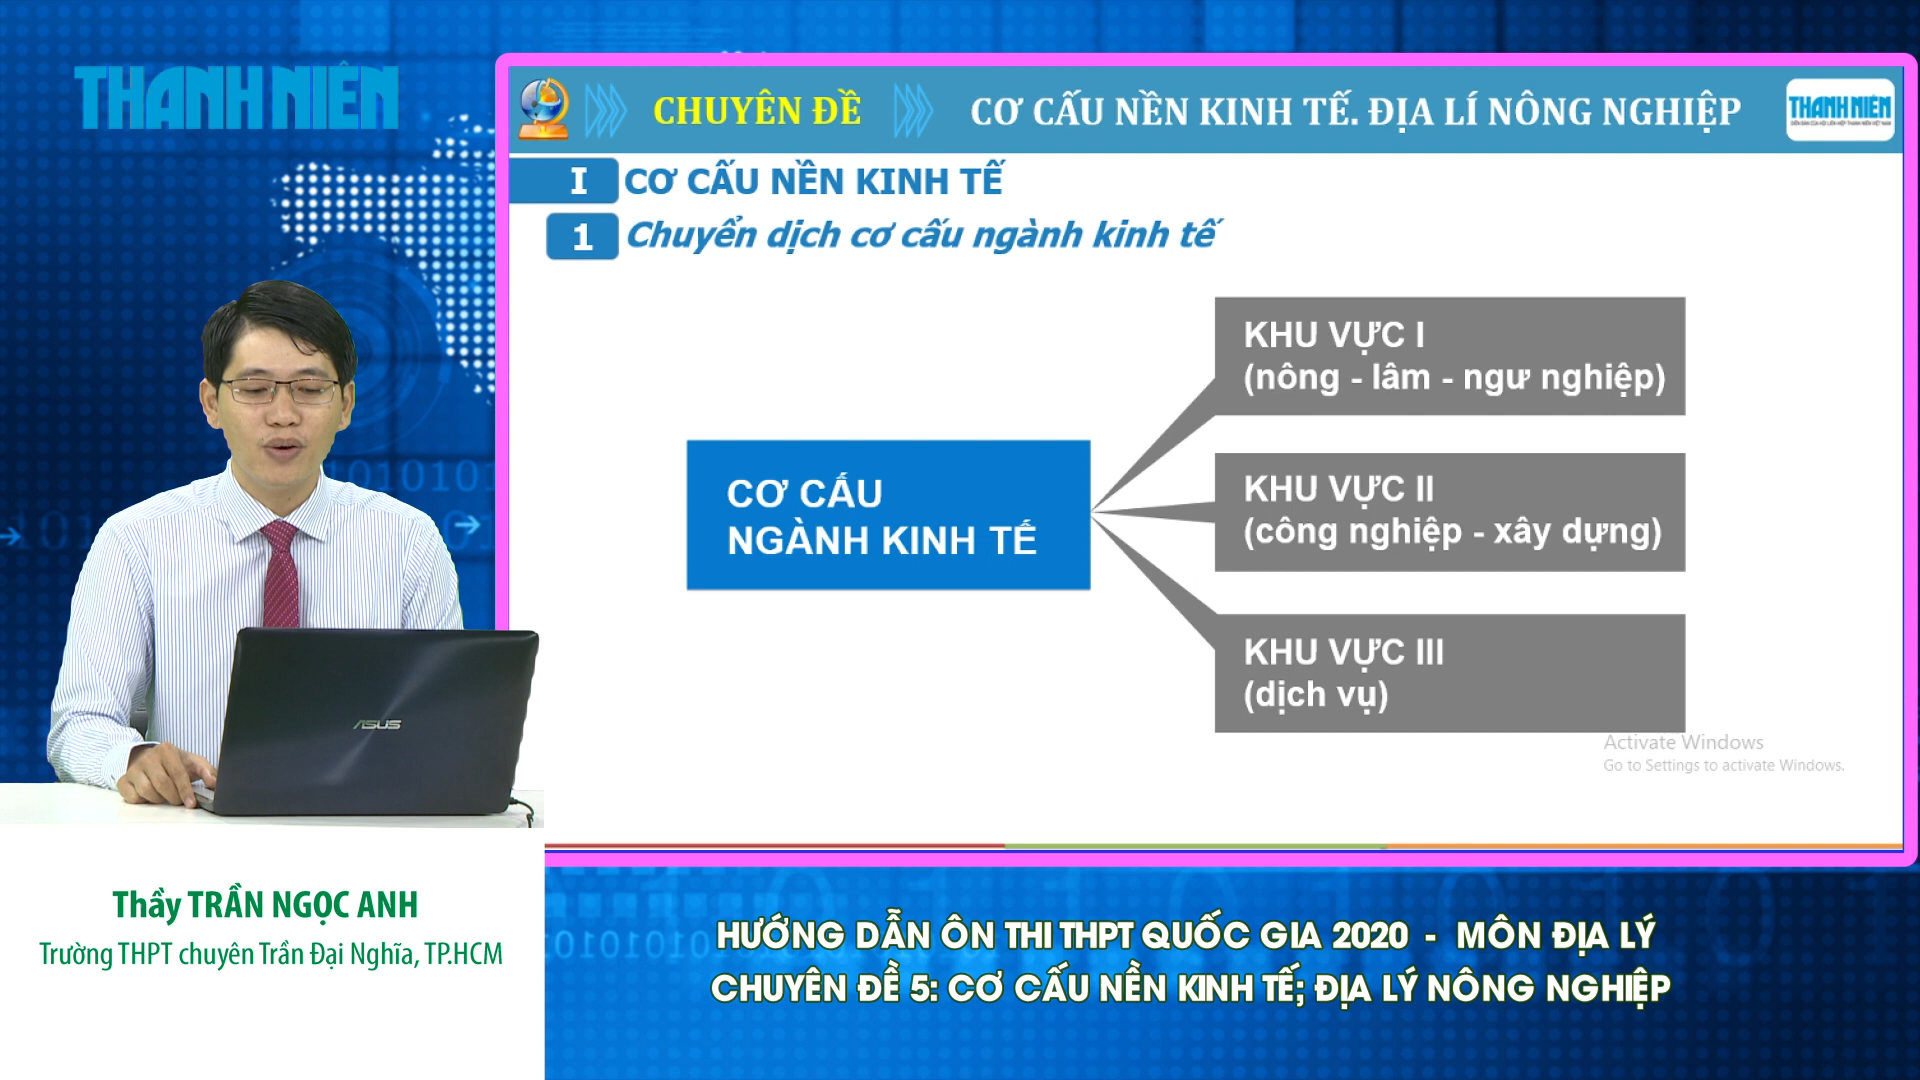 THANH NIÊN
CHUYÊN ĐỀ
CƠ CẤU NỀN KINH TẾ. ĐỊA LÍ NÔNG NGHIỆP
THANH NIÊN
I CƠ CẤU NỀN KINH TẾ
1 Chuyển dịch cơ cấu ngành kinh tế
CƠ CẤU
NGÀNH KINH TẾ
KHU VỰC I
(nông - lâm - ngư nghiệp)
KHU VỰC II
(công nghiệp - xây dựng)
KHU VỰC III
(dịch vụ)
Activate Windows
Go to Settings to activate Windows.
ASUS
Thầy TRẦN NGỌC ANH
Trường THPT chuyên Trần Đại Nghĩa, TP.HCM
HƯỚNG DẪN ÔN THI THPT QUỐC GIA 2020 - MÔN ĐỊA LÝ
CHUYÊN ĐỀ 5: CƠ CẤU NỀN KINH TẾ; ĐỊA LÝ NÔNG NGHIỆP